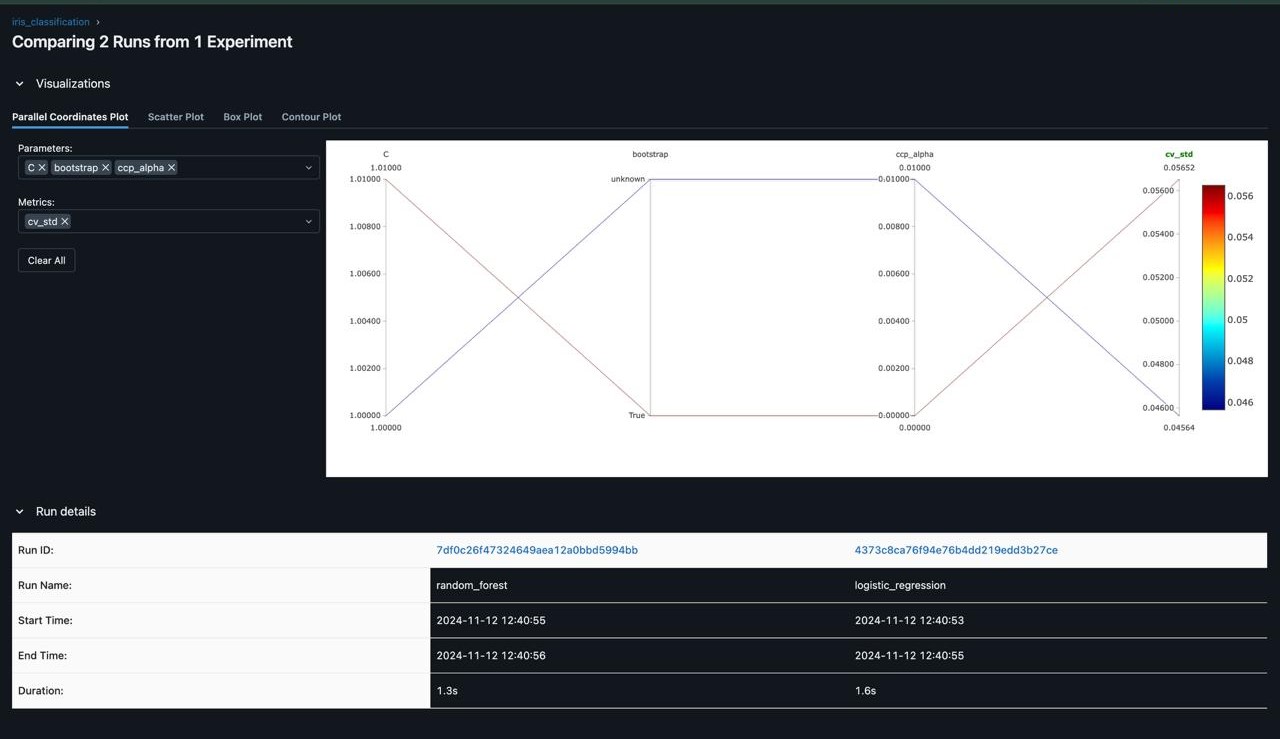 iris_classification ›
Comparing 2 Runs from 1 Experiment
Visualizations
Parallel Coordinates Plot Scatter Plot Box Plot Contour Plot
Parameters:
C × bootstrap × ccp_alpha ×
Metrics:
cv_std ×
Clear All
C bootstrap ccp_alpha cv_std
1.01000 0.01000 0.05652
1.01000 unknown 0.01000
0.05600 0.056
1.00800 0.00800 0.05400 0.054
1.00600 0.00600 0.05200 0.052
1.00400 0.00400 0.05000 0.05
1.00200 0.00200 0.04800 0.048
0.04600 0.046
1.00000 True 0.00000
1.00000 0.00000 0.04564
Run details
Run ID: 7df0c26f47324649aea12a0bbd5994bb 4373c8ca76f94e76b4dd219edd3b27ce
Run Name: random_forest logistic_regression
Start Time: 2024-11-12 12:40:55 2024-11-12 12:40:53
End Time: 2024-11-12 12:40:56 2024-11-12 12:40:55
Duration: 1.3s 1.6s